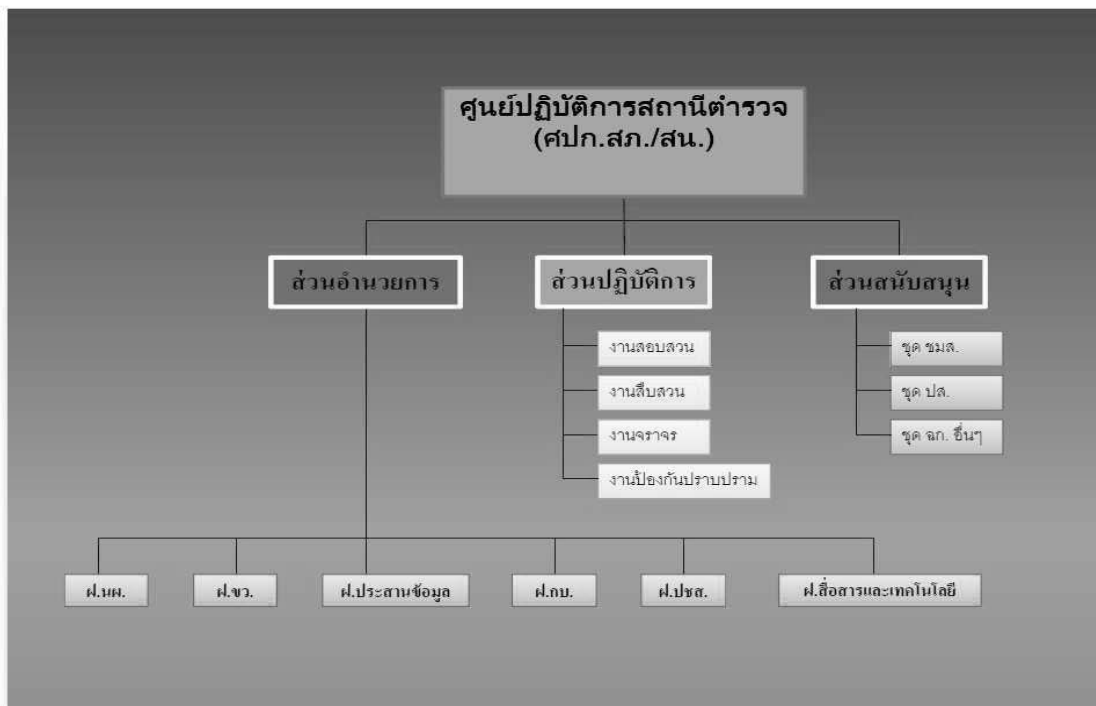 ศูนย์ปฏิบัติการสถานีตำรวจ
(ศปก.สภ./สน.)
ส่วนอำนวยการ
ส่วนปฏิบัติการ
ส่วนสนับสนุน
งานสอบสวน
งานสืบสวน
งานจราจร
งานป้องกันปราบปราม
ชุด ชมส.
ชุด ปส.
ชุด ฉก. อื่นๆ
ฝ.นผ.
ฝ.ขว.
ฝ.ประสานข้อมูล
ฝ.กบ.
ฝ.ปชส.
ฝ.สื่อสารและเทคโนโลยี